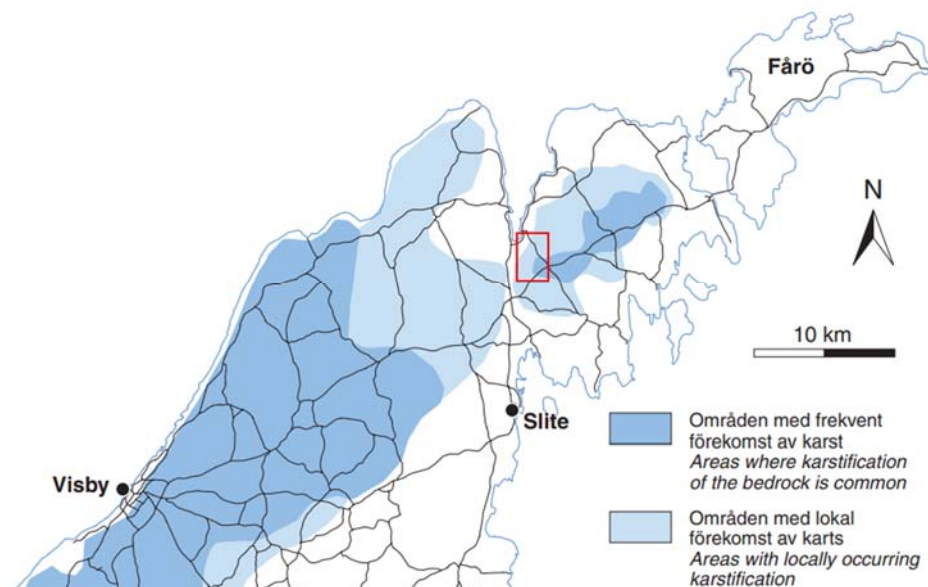 Fårö
N
10 km
Slite
Visby
Områden med frekvent
förekomst av karst
Areas where karstification
of the bedrock is common
Områden med lokal
förekomst av karts
Areas with locally occurring
karstification